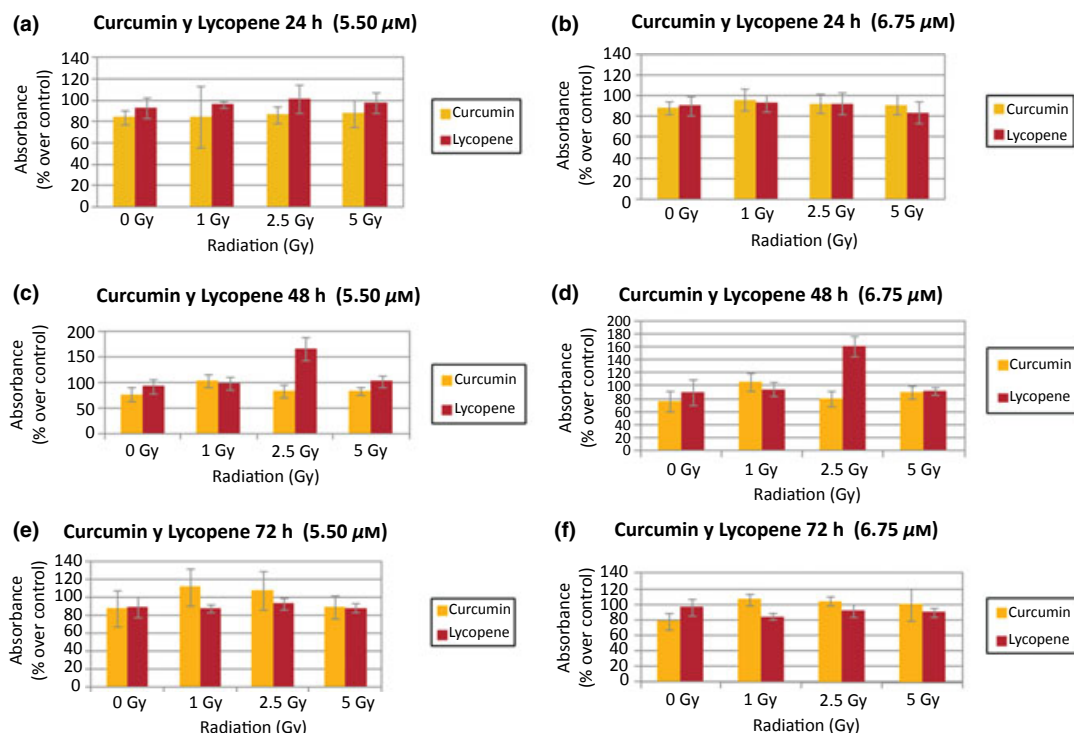 (a)
Curcumin y Lycopene 24 h (5.50 μM)
Absorbance
(% over control)
140
120
100
80
60
40
20
0
0 Gy
1 Gy
2.5 Gy
5 Gy
Radiation (Gy)
Curcumin
Lycopene
(b)
Curcumin y Lycopene 24 h (6.75 μM)
Absorbance
(% over control)
140
120
100
80
60
40
20
0
0 Gy
1 Gy
2.5 Gy
5 Gy
Radiation (Gy)
Curcumin
Lycopene
(c)
Curcumin y Lycopene 48 h (5.50 μM)
Absorbance
(% over control)
200
150
100
50
0
0 Gy
1 Gy
2.5 Gy
5 Gy
Radiation (Gy)
Curcumin
Lycopene
(d)
Curcumin y Lycopene 48 h (6.75 μM)
Absorbance
(% over control)
200
180
160
140
120
100
80
60
40
20
0
0 Gy
1 Gy
2.5 Gy
5 Gy
Radiation (Gy)
Curcumin
Lycopene
(e)
Curcumin y Lycopene 72 h (5.50 μM)
Absorbance
(% over control)
140
120
100
80
60
40
20
0
0 Gy
1 Gy
2.5 Gy
5 Gy
Radiation (Gy)
Curcumin
Lycopene
(f)
Curcumin y Lycopene 72 h (6.75 μM)
Absorbance
(% over control)
140
120
100
80
60
40
20
0
0 Gy
1 Gy
2.5 Gy
5 Gy
Radiation (Gy)
Curcumin
Lycopene